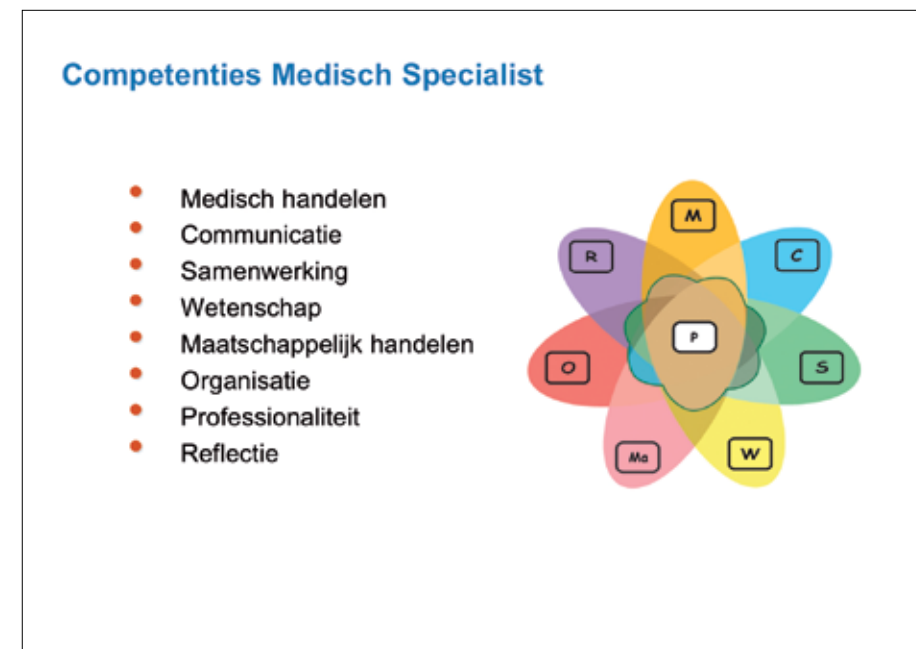 Competenties Medisch Specialist
• Medisch handelen
• Communicatie
• Samenwerking
• Wetenschap
• Maatschappelijk handelen
• Organisatie
• Professionaliteit
• Reflectie
M
R
C
P
O
S
Ma
W